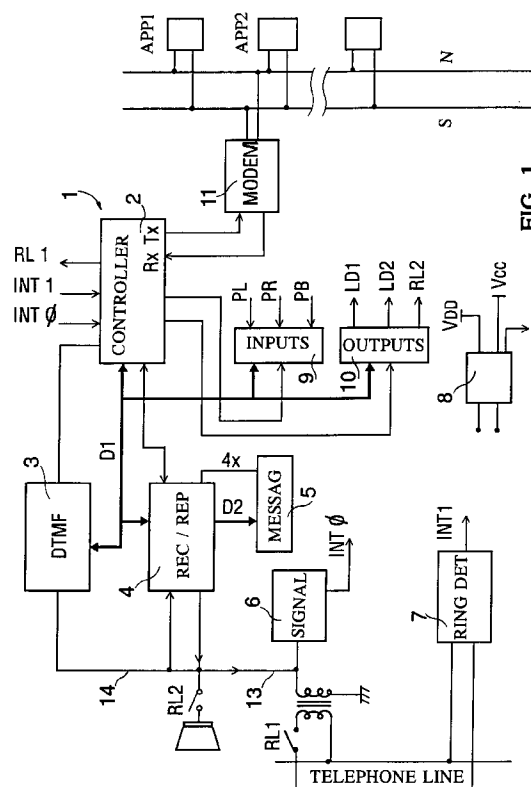 APP1
APP2
N
S
FIG. 1
1
RL 1
INT 1
INT Ø
CONTROLLER
2
Rx Tx
MODEM
11
3
DTMF
D1
REC / REP
4
4x
D2
MESSAG
5
PL
PR
PB
INPUTS
9
LD1
LD2
RL2
OUTPUTS
10
VDD
VCC
8
14
RL2
13
SIGNAL
6
INT Ø
RL1
RING DET
7
INT1
TELEPHONE LINE